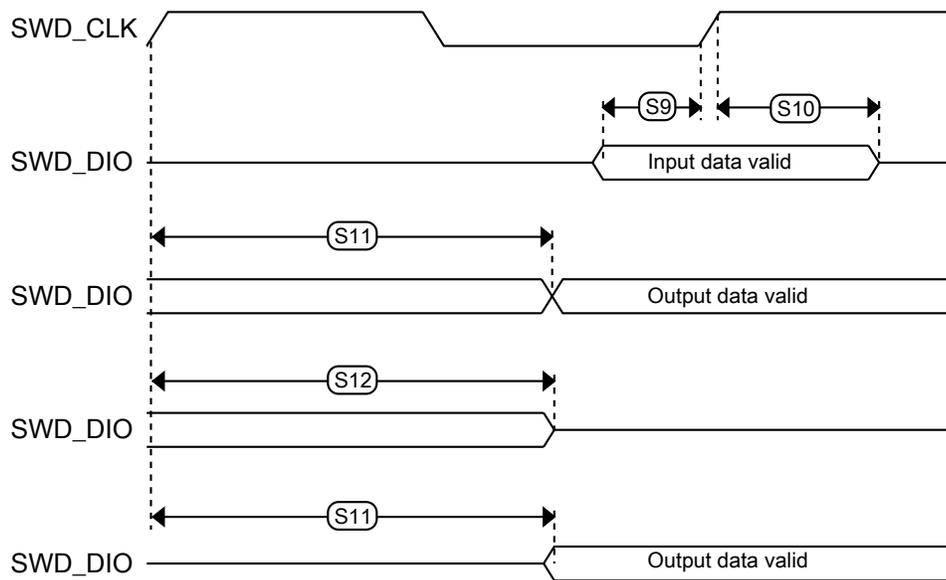 SWD_CLK
S9
S10
SWD_DIO
Input data valid
S11
SWD_DIO
Output data valid
S12
SWD_DIO
S11
SWD_DIO
Output data valid